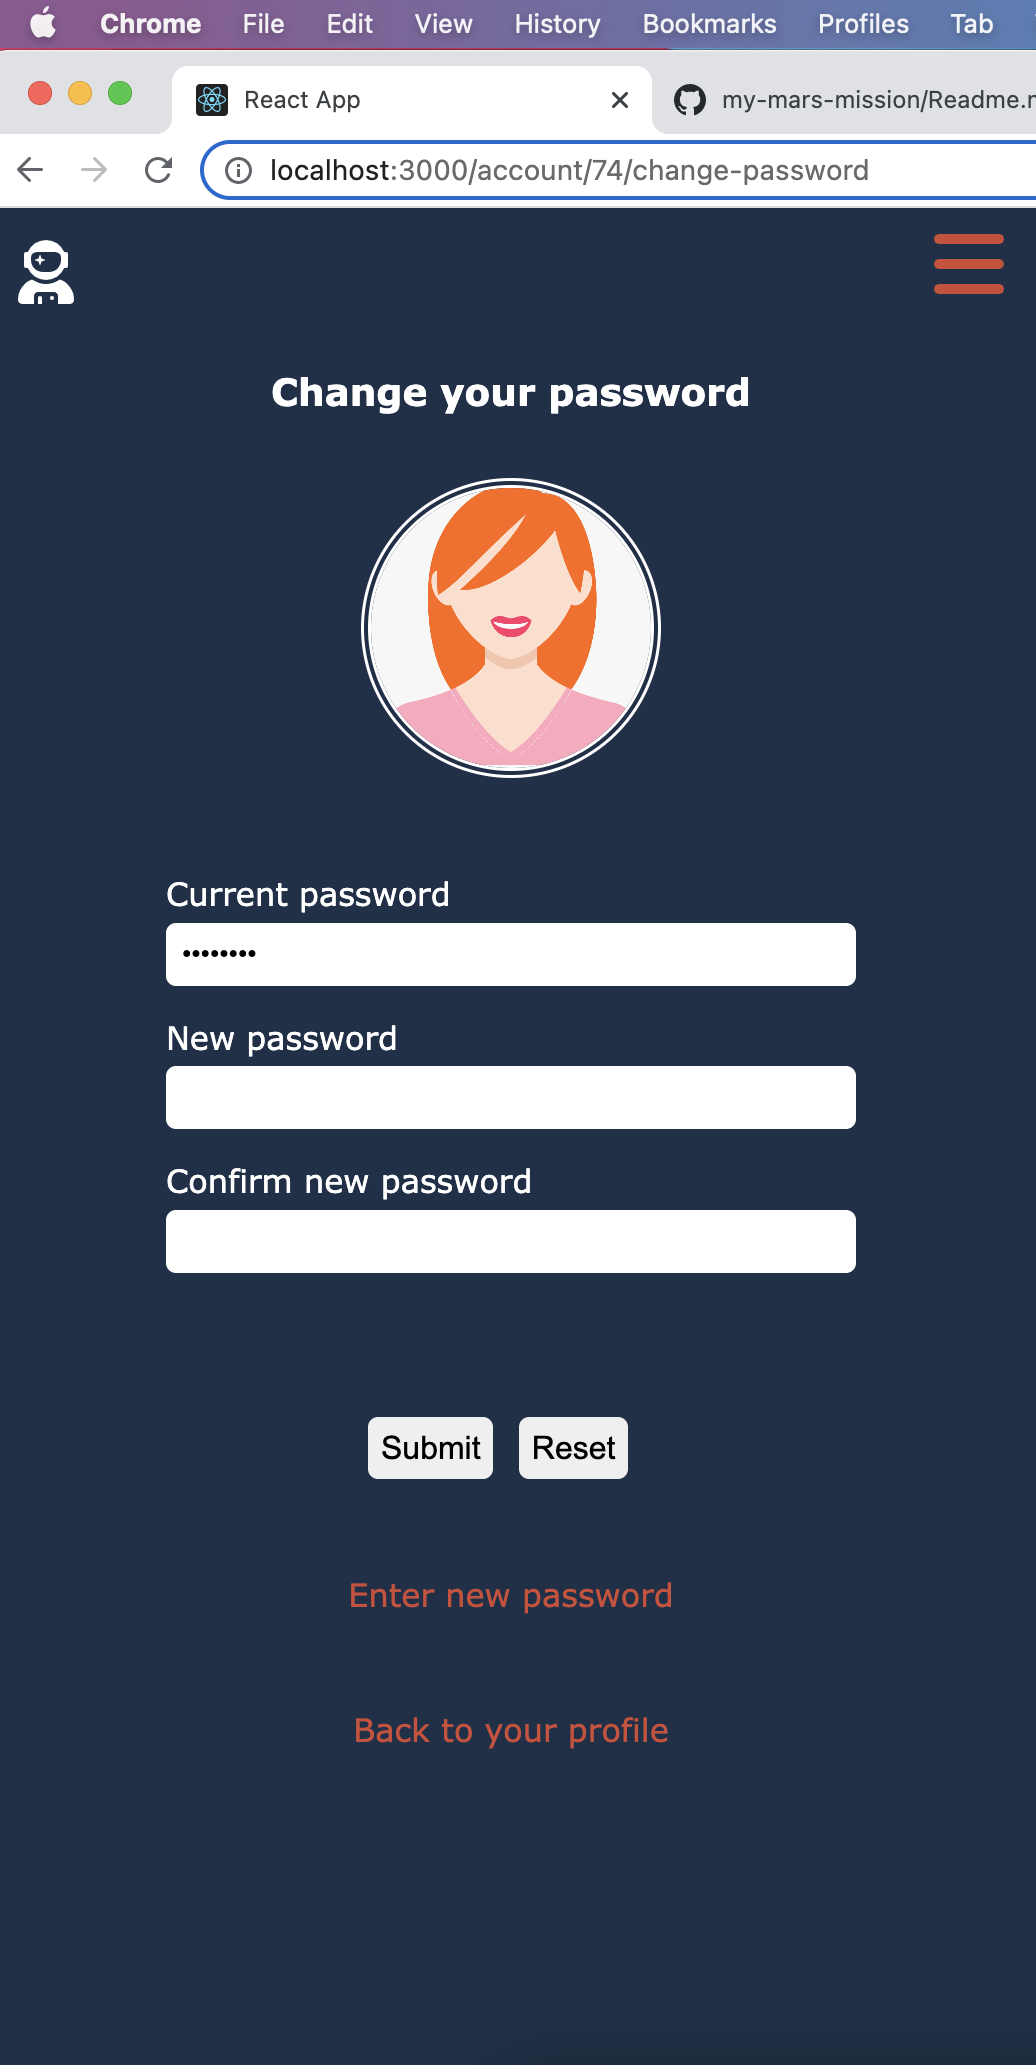 Chrome File Edit View History Bookmarks Profiles Tab
React App my-mars-mission/Readme.
localhost:3000/account/74/change-password
Change your password
Current password
••••••••
New password
Confirm new password
Submit Reset
Enter new password
Back to your profile